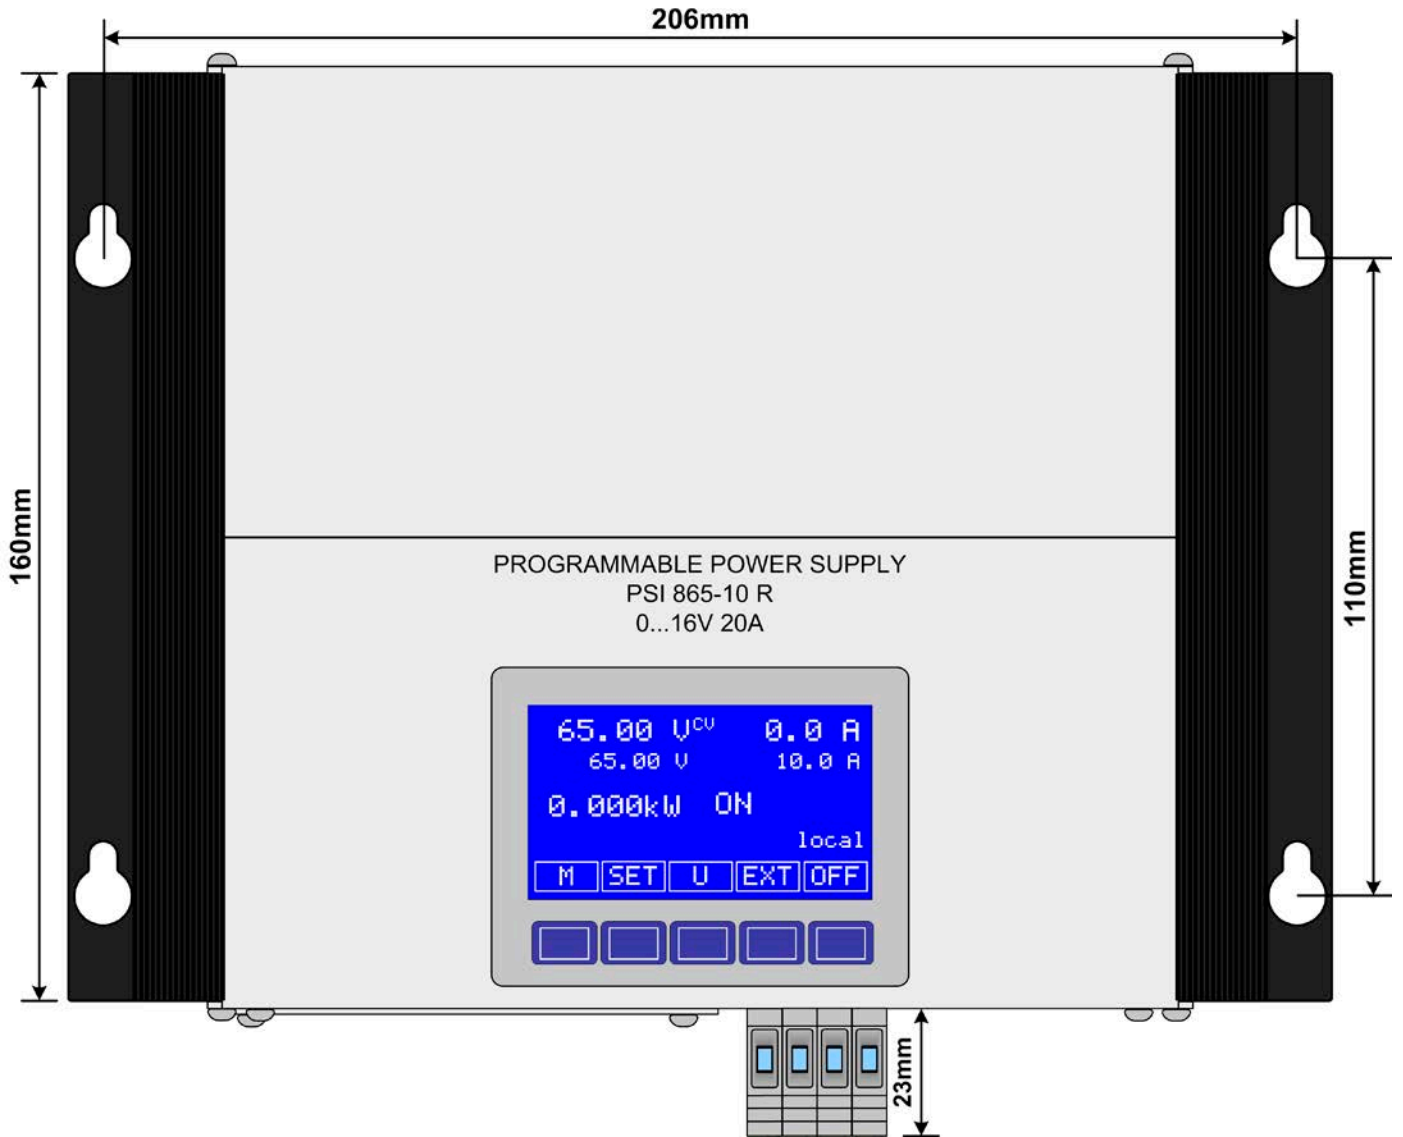 206mm
160mm
110mm
PROGRAMMABLE POWER SUPPLY
PSI 865-10 R
0...16V 20A
65.00 V CV 0.0 A
65.00 V 10.0 A
0.000kW ON
local
M SET U EXT OFF
23mm